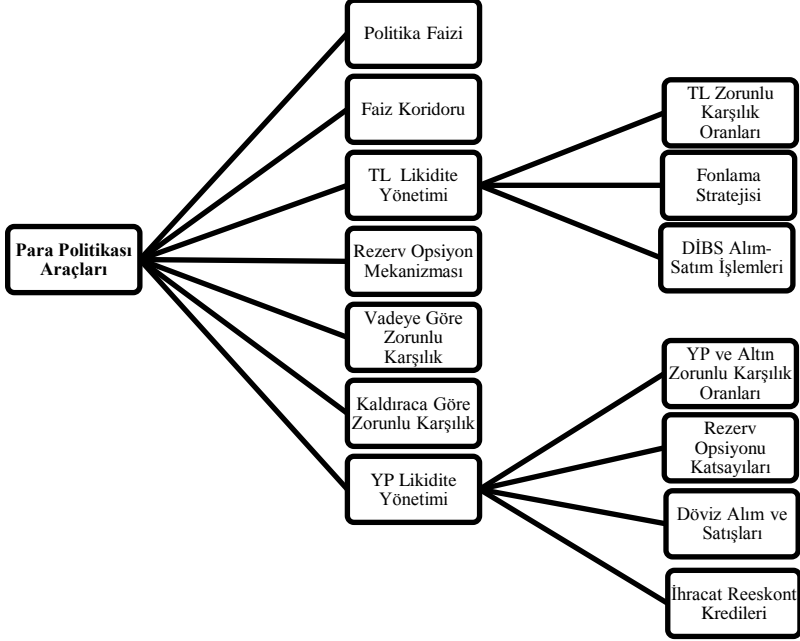 Para Politikası
Araçları
Politika Faizi
Faiz Koridoru
TL Likidite
Yönetimi
Rezerv Opsiyon
Mekanizması
Vadeye Göre
Zorunlu
Karşılık
Kaldıraca Göre
Zorunlu Karşılık
YP Likidite
Yönetimi
TL Zorunlu
Karşılık
Oranları
Fonlama
Stratejisi
DİBS Alım-
Satım İşlemleri
YP ve Altın
Zorunlu Karşılık
Oranları
Rezerv
Opsiyonu
Katsayıları
Döviz Alım ve
Satışları
İhracat Reeskont
Kredileri